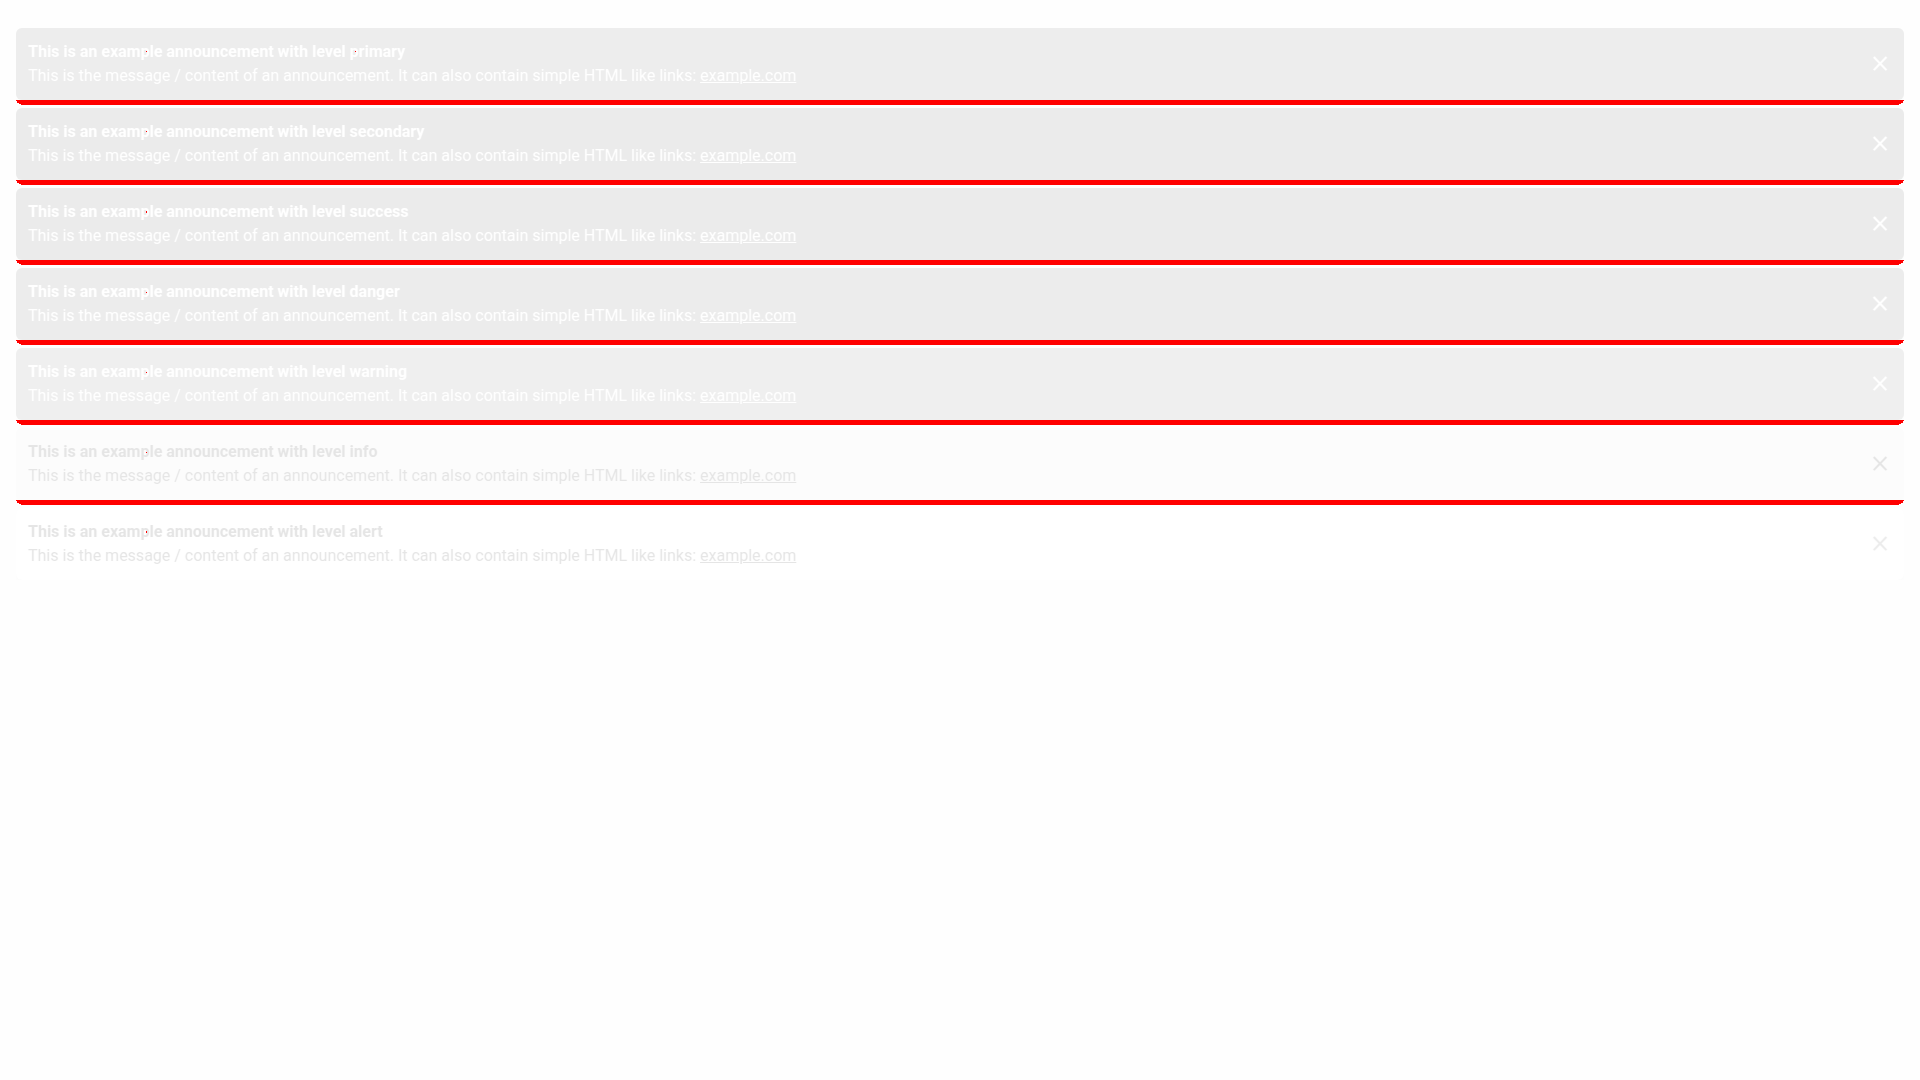 This is an example announcement with level primary
This is the message / content of an announcement. It can also contain simple HTML like links: example.com
This is an example announcement with level secondary
This is the message / content of an announcement. It can also contain simple HTML like links: example.com
This is an example announcement with level success
This is the message / content of an announcement. It can also contain simple HTML like links: example.com
This is an example announcement with level danger
This is the message / content of an announcement. It can also contain simple HTML like links: example.com
This is an example announcement with level warning
This is the message / content of an announcement. It can also contain simple HTML like links: example.com
This is an example announcement with level info
This is the message / content of an announcement. It can also contain simple HTML like links: example.com
This is an example announcement with level alert
This is the message / content of an announcement. It can also contain simple HTML like links: example.com